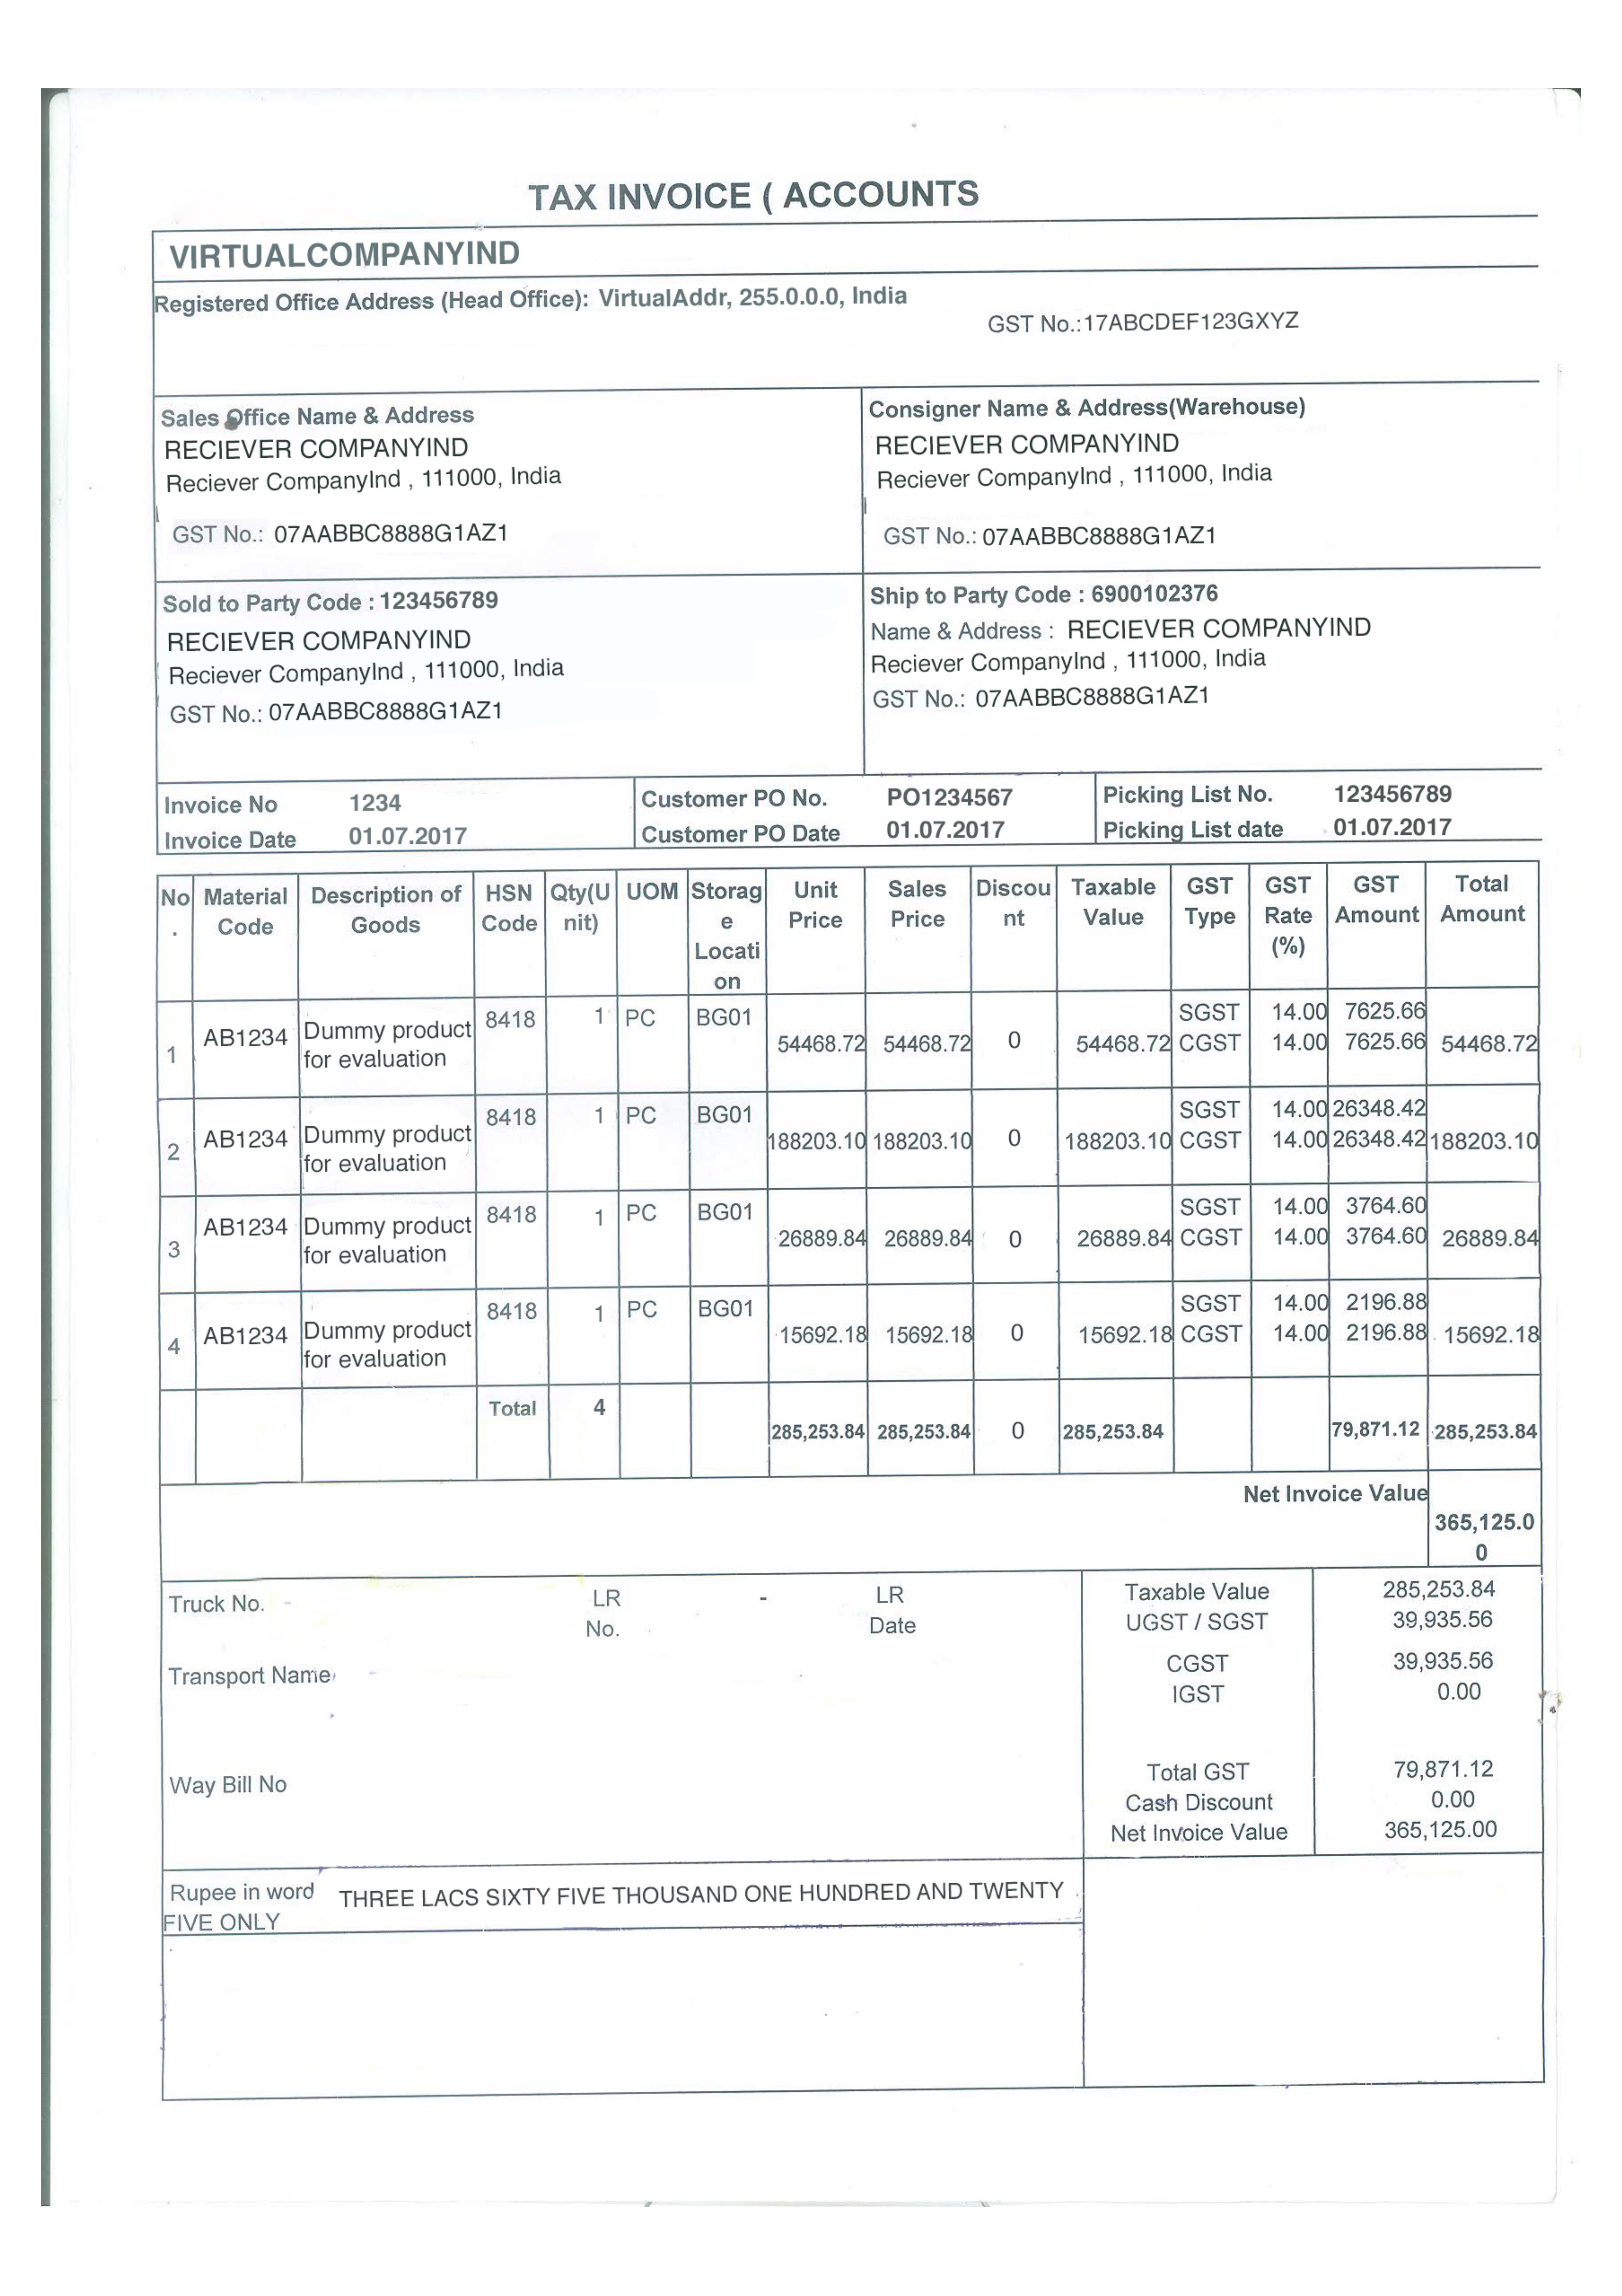 TAX INVOICE ( ACCOUNTS
VIRTUALCOMPANYIND
Registered Office Address (Head Office): VirtualAddr, 255.0.0.0, India
GST No.:17ABCDEF123GXYZ
Sales Office Name & Address
RECIEVER COMPANYIND
Reciever CompanyInd , 111000, India
GST No.: 07AABBC8888G1AZ1
Consigner Name & Address(Warehouse)
RECIEVER COMPANYIND
Reciever CompanyInd , 111000, India
GST No.: 07AABBC8888G1AZ1
Sold to Party Code : 123456789
RECIEVER COMPANYIND
Reciever CompanyInd , 111000, India
GST No.: 07AABBC8888G1AZ1
Ship to Party Code : 6900102376
Name & Address : RECIEVER COMPANYIND
Reciever CompanyInd , 111000, India
GST No.: 07AABBC8888G1AZ1
Invoice No 1234
Invoice Date 01.07.2017
Customer PO No. PO1234567
Customer PO Date 01.07.2017
Picking List No. 123456789
Picking List date 01.07.2017
No Material Description of HSN Qty(U UOM Storag Unit Sales Discou Taxable GST GST GST Total
. Code Goods Code nit) e Price Price nt Value Type Rate Amount Amount
Locati (%)
on
8418 1 PC BG01 SGST 14.00 7625.66
1 AB1234 Dummy product 54468.72 54468.72 0 54468.72 CGST 14.00 7625.66 54468.72
for evaluation
8418 1 PC BG01 SGST 14.00 26348.42
2 AB1234 Dummy product 188203.10 188203.10 0 188203.10 CGST 14.00 26348.42 188203.10
for evaluation
8418 1 PC BG01 SGST 14.00 3764.60
3 AB1234 Dummy product 26889.84 26889.84 0 26889.84 CGST 14.00 3764.60 26889.84
for evaluation
8418 1 PC BG01 SGST 14.00 2196.88
4 AB1234 Dummy product 15692.18 15692.18 0 15692.18 CGST 14.00 2196.88 15692.18
for evaluation
Total 4
285,253.84 285,253.84 0 285,253.84 79,871.12 285,253.84
Net Invoice Value
365,125.0
0
Truck No. - LR - LR
No. Date
Transport Name -
Way Bill No
Taxable Value 285,253.84
UGST / SGST 39,935.56
CGST 39,935.56
IGST 0.00
Total GST 79,871.12
Cash Discount 0.00
Net Invoice Value 365,125.00
Rupee in word THREE LACS SIXTY FIVE THOUSAND ONE HUNDRED AND TWENTY
FIVE ONLY